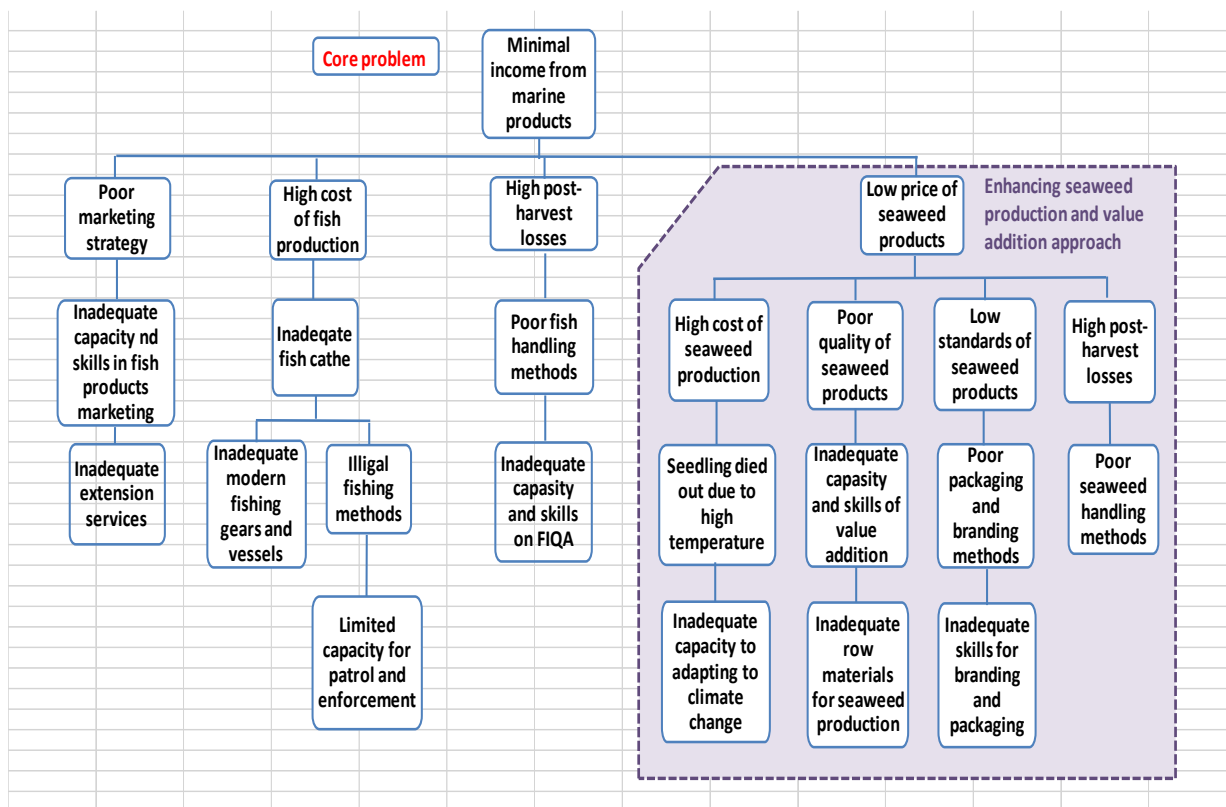 Core problem
Minimal
income from
marine
products
Poor
marketing
strategy
High cost
of fish
production
High post-
harvest
losses
Low price of
seaweed
products
Enhancing seaweed
production and value
addition approach
Inadequate
capacity nd
skills in fish
products
marketing
Inadeqate
fish cathe
Poor fish
handling
methods
High cost of
seaweed
production
Poor
quality of
seaweed
products
Low
standards of
seaweed
products
High post-
harvest
losses
Inadequate
extension
services
Inadequate
modern
fishing
gears and
vessels
Illigal
fishing
methods
Inadequate
capasity
and skills
on FIQA
Seedling died
out due to
high
temperature
Inadequate
capasity and
skills of value
addition
Poor
packaging
and
branding
methods
Poor
seaweed
handling
methods
Limited
capacity for
patrol and
enforcement
Inadequate
capacity to
adapting to
climate
change
Inadequate
row
materials
for seaweed
production
Inadequate
skills for
branding
and
packaging